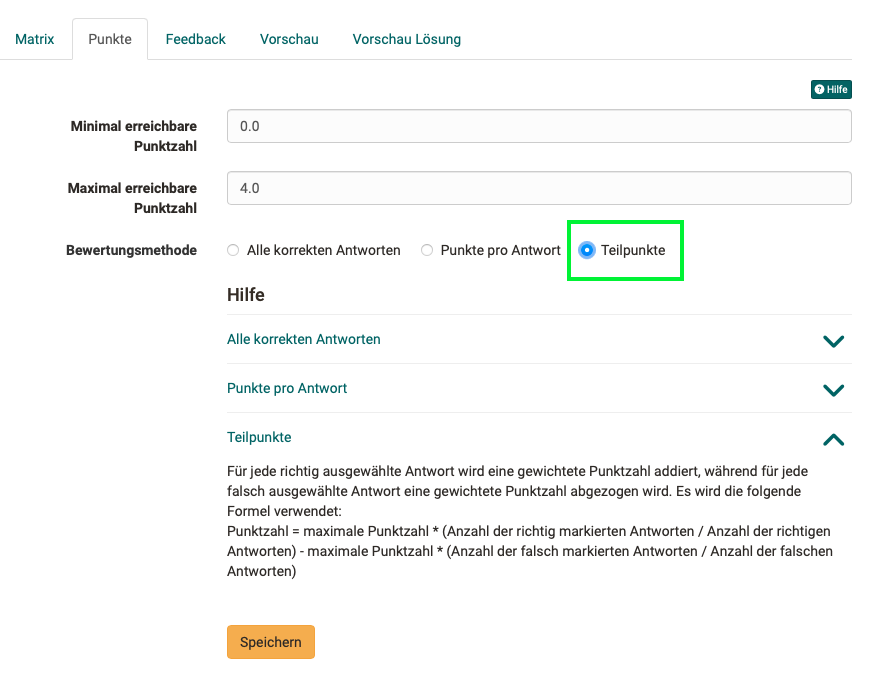 Matrix Punkte Feedback Vorschau Vorschau Lösung
Hilfe
Minimal erreichbare
Punktzahl
0.0
Maximal erreichbare
Punktzahl
4.0
Bewertungsmethode Alle korrekten Antworten Punkte pro Antwort Teilpunkte
Hilfe
Alle korrekten Antworten
Punkte pro Antwort
Teilpunkte
Für jede richtig ausgewählte Antwort wird eine gewichtete Punktzahl addiert, während für jede
falsch ausgewählte Antwort eine gewichtete Punktzahl abgezogen wird. Es wird die folgende
Formel verwendet:
Punktzahl = maximale Punktzahl * (Anzahl der richtig markierten Antworten / Anzahl der richtigen
Antworten) - maximale Punktzahl * (Anzahl der falsch markierten Antworten / Anzahl der falschen
Antworten)
Speichern